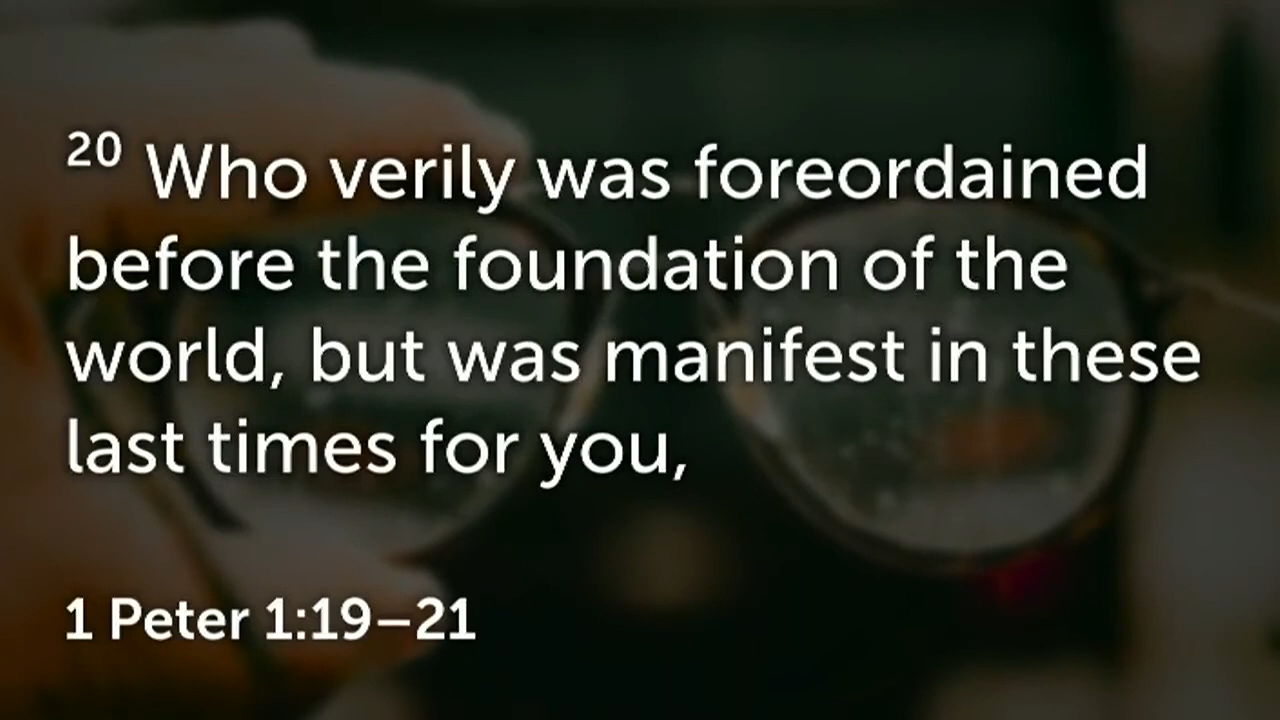 20 Who verily was foreordained
before the foundation of the
world, but was manifest in these
last times for you,
1 Peter 1:19–21